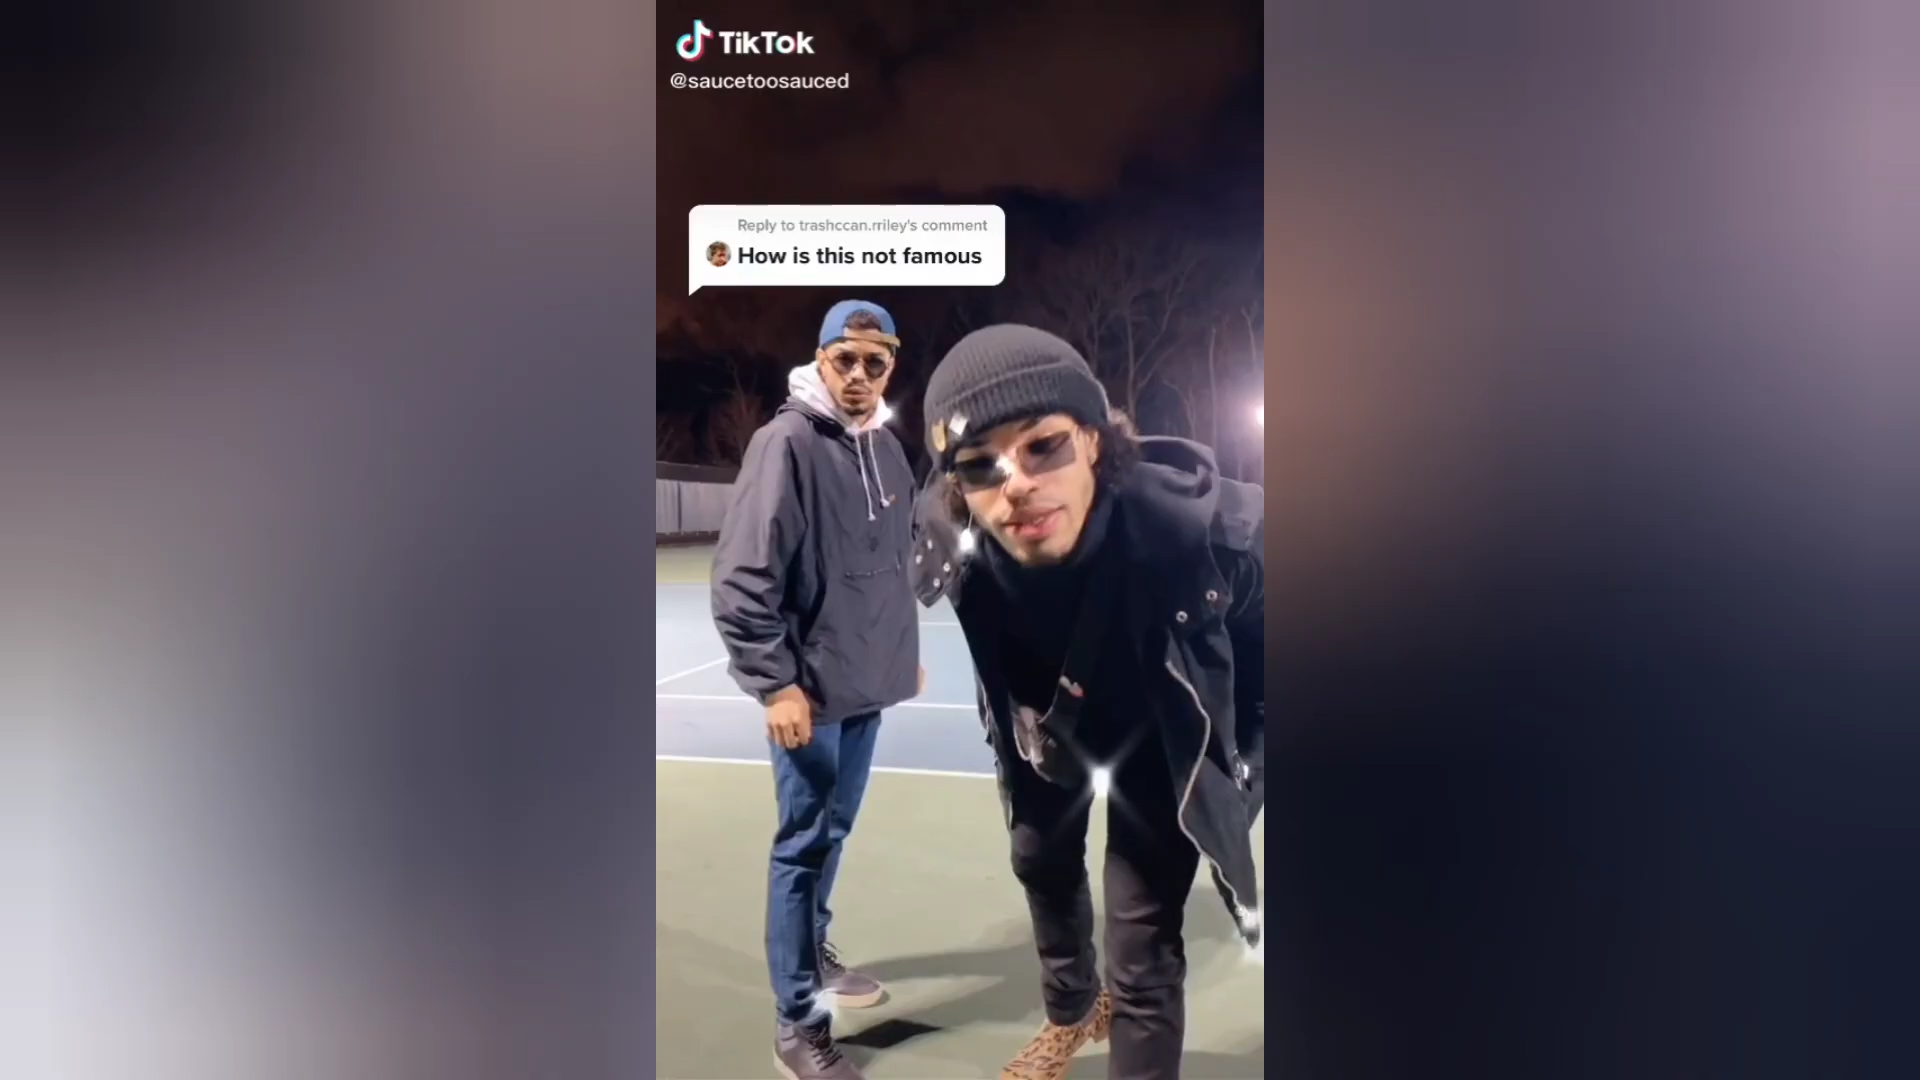 TikTok
@saucetoosauced
Reply to trashccan.rriley's comment
How is this not famous